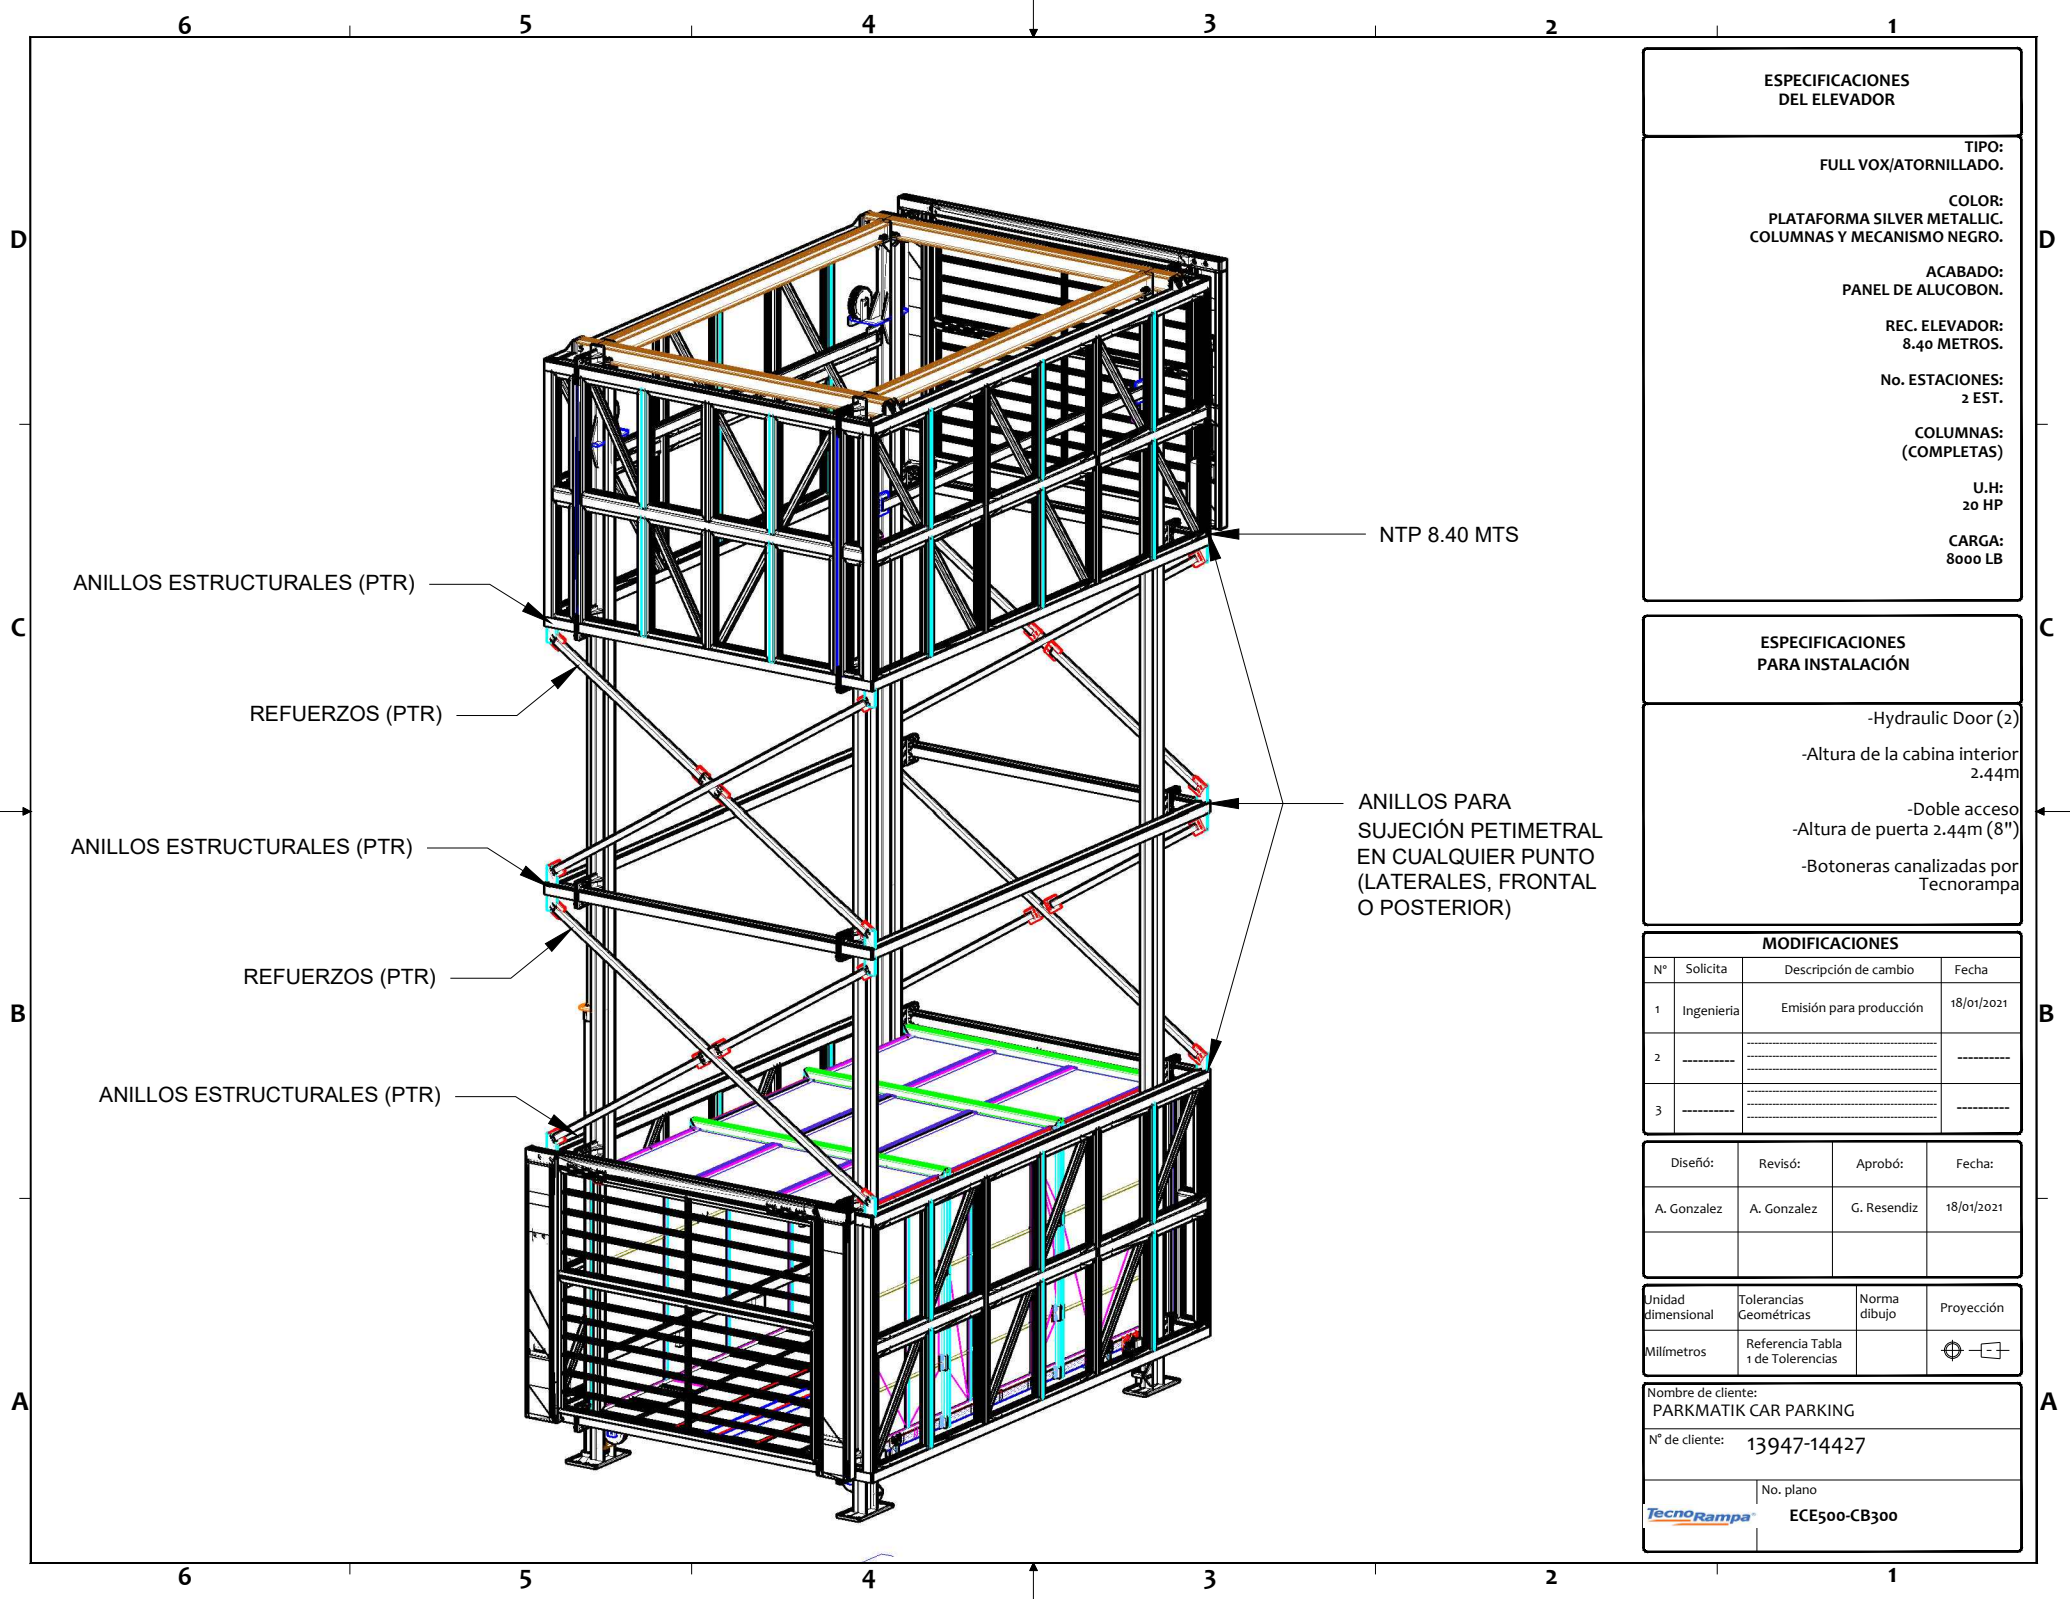 6 5 4 3 2 1
D D
C C
B B
A A
ANILLOS ESTRUCTURALES (PTR)
REFUERZOS (PTR)
ANILLOS ESTRUCTURALES (PTR)
REFUERZOS (PTR)
ANILLOS ESTRUCTURALES (PTR)
NTP 8.40 MTS
ANILLOS PARA
SUJECIÓN PETIMETRAL
EN CUALQUIER PUNTO
(LATERALES, FRONTAL
O POSTERIOR)
ESPECIFICACIONES
DEL ELEVADOR
TIPO:
FULL VOX/ATORNILLADO.
COLOR:
PLATAFORMA SILVER METALLIC.
COLUMNAS Y MECANISMO NEGRO.
ACABADO:
PANEL DE ALUCOBON.
REC. ELEVADOR:
8.40 METROS.
No. ESTACIONES:
2 EST.
COLUMNAS:
(COMPLETAS)
U.H:
20 HP
CARGA:
8000 LB
ESPECIFICACIONES
PARA INSTALACIÓN
-Hydraulic Door (2)
-Altura de la cabina interior
2.44m
-Doble acceso
-Altura de puerta 2.44m (8")
-Botoneras canalizadas por
Tecnorampa
MODIFICACIONES
N° Solicita Descripción de cambio Fecha
1 Ingenieria Emisión para producción 18/01/2021
2
3
Diseñó: Revisó: Aprobó: Fecha:
A. Gonzalez A. Gonzalez G. Resendiz 18/01/2021
Unidad
dimensional
Tolerancias
Geométricas
Norma
dibujo
Proyección
Milímetros
Referencia Tabla
1 de Tolerencias
Nombre de cliente:
PARKMATIK CAR PARKING
N° de cliente: 13947-14427
No. plano
TecnoRampa®
ECE500-CB300
6 5 4 3 2 1